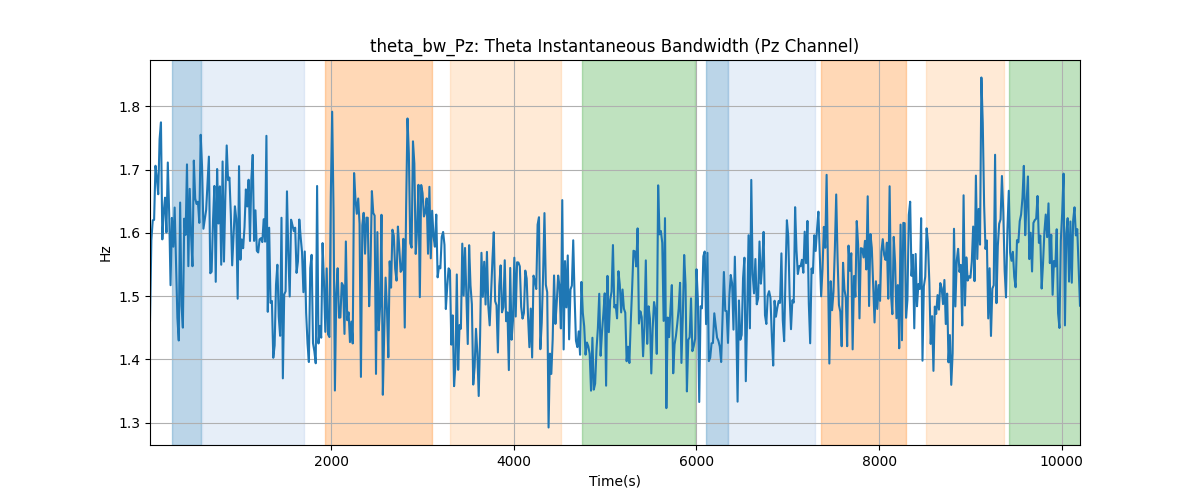 theta_bw_Pz: Theta Instantaneous Bandwidth (Pz Channel)
Hz
1.8
1.7
1.6
1.5
1.4
1.3
2000 4000 6000 8000 10000
Time(s)